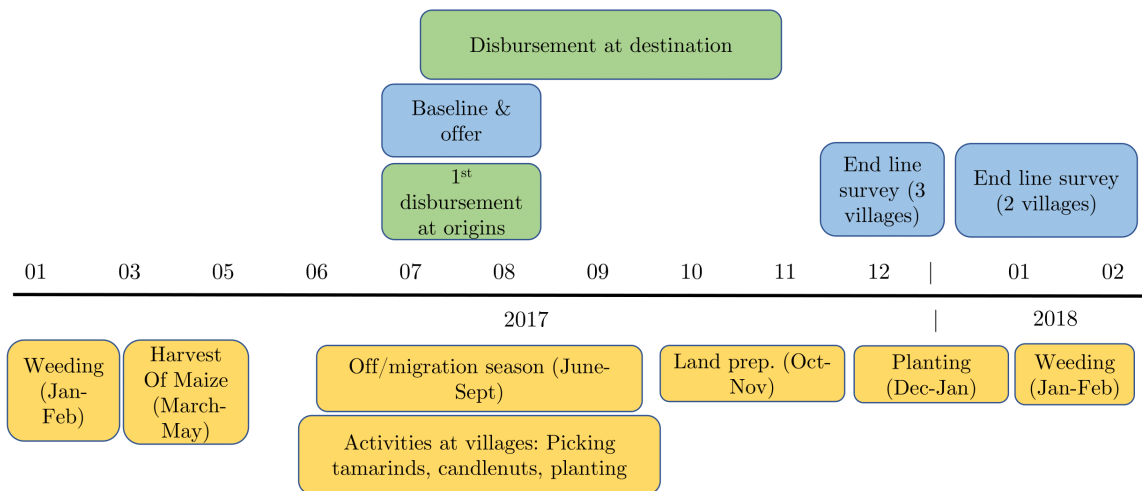 Disbursement at destination
Baseline &
offer
1st
disbursement
at origins
End line
survey (3
villages)
End line survey
(2 villages)
01 03 05 06 07 08 09 10 11 12 | 01 02
2017 | 2018
Weeding
(Jan-
Feb)
Harvest
Of Maize
(March-
May)
Off/migration season (June-
Sept)
Land prep. (Oct-
Nov)
Planting
(Dec-Jan)
Weeding
(Jan-Feb)
Activities at villages: Picking
tamarinds, candlenuts, planting